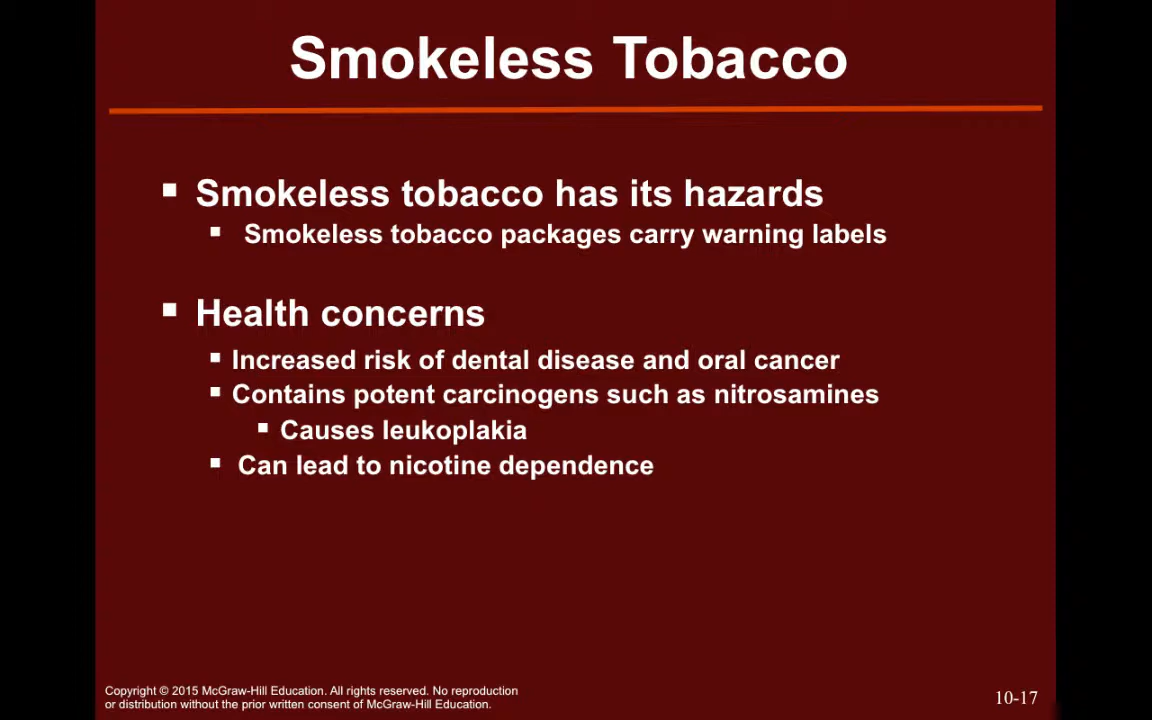 Smokeless Tobacco
▪ Smokeless tobacco has its hazards
▪ Smokeless tobacco packages carry warning labels
▪ Health concerns
▪ Increased risk of dental disease and oral cancer
▪ Contains potent carcinogens such as nitrosamines
▪ Causes leukoplakia
▪ Can lead to nicotine dependence
Copyright © 2015 McGraw-Hill Education. All rights reserved. No reproduction
or distribution without the prior written consent of McGraw-Hill Education.
10-17